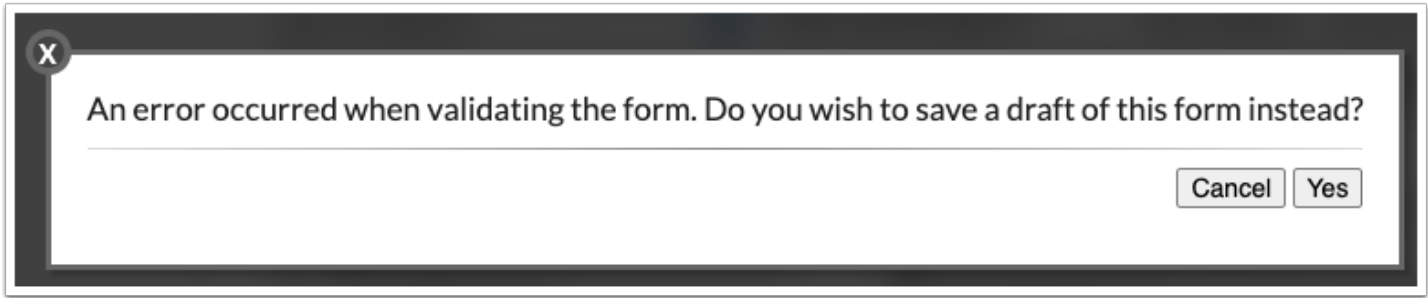 X
An error occurred when validating the form. Do you wish to save a draft of this form instead?
Cancel Yes